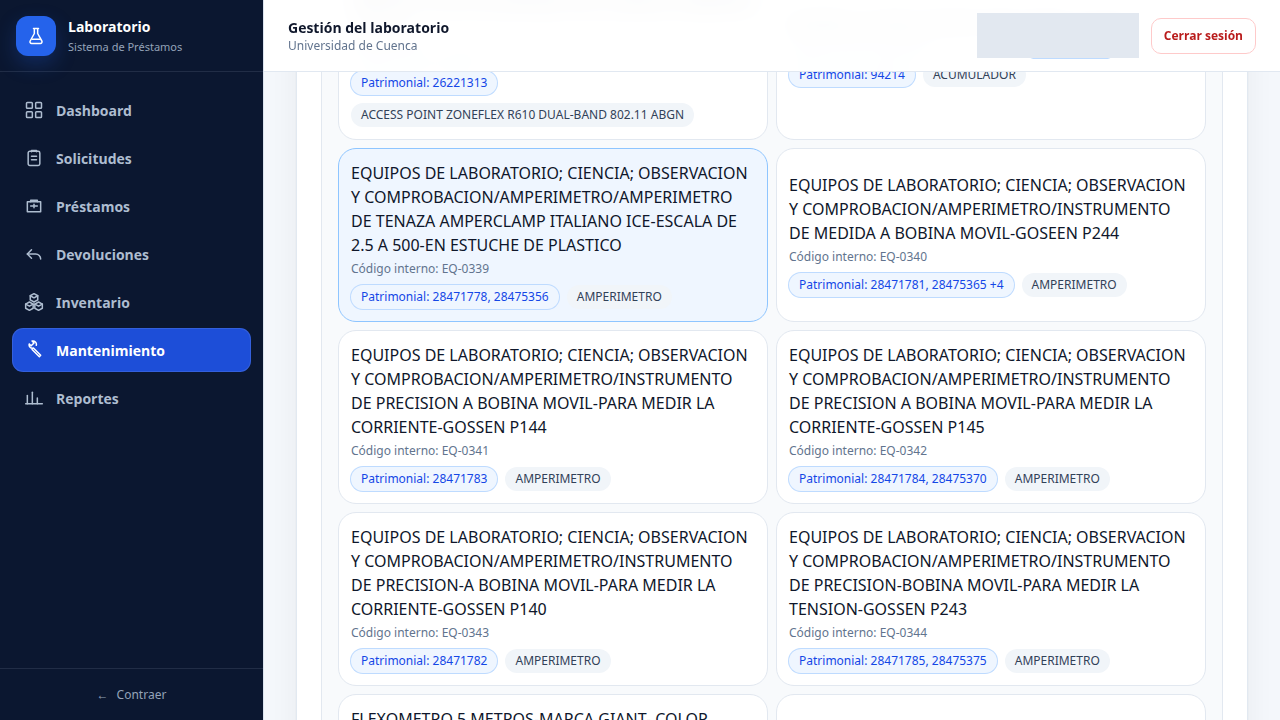 Laboratorio
Sistema de Préstamos
Dashboard
Solicitudes
Préstamos
Devoluciones
Inventario
Mantenimiento
Reportes
← Contraer
Gestión del laboratorio
Universidad de Cuenca
Cerrar sesión
Patrimonial: 26221313
ACCESS POINT ZONEFLEX R610 DUAL-BAND 802.11 ABGN
Patrimonial: 94214 ACUMULADOR
EQUIPOS DE LABORATORIO; CIENCIA; OBSERVACION
Y COMPROBACION/AMPERIMETRO/AMPERIMETRO
DE TENAZA AMPERCLAMP ITALIANO ICE-ESCALA DE
2.5 A 500-EN ESTUCHE DE PLASTICO
Código interno: EQ-0339
Patrimonial: 28471778, 28475356 AMPERIMETRO
EQUIPOS DE LABORATORIO; CIENCIA; OBSERVACION
Y COMPROBACION/AMPERIMETRO/INSTRUMENTO
DE MEDIDA A BOBINA MOVIL-GOSEEN P244
Código interno: EQ-0340
Patrimonial: 28471781, 28475365 +4 AMPERIMETRO
EQUIPOS DE LABORATORIO; CIENCIA; OBSERVACION
Y COMPROBACION/AMPERIMETRO/INSTRUMENTO
DE PRECISION A BOBINA MOVIL-PARA MEDIR LA
CORRIENTE-GOSSEN P144
Código interno: EQ-0341
Patrimonial: 28471783 AMPERIMETRO
EQUIPOS DE LABORATORIO; CIENCIA; OBSERVACION
Y COMPROBACION/AMPERIMETRO/INSTRUMENTO
DE PRECISION A BOBINA MOVIL-PARA MEDIR LA
CORRIENTE-GOSSEN P145
Código interno: EQ-0342
Patrimonial: 28471784, 28475370 AMPERIMETRO
EQUIPOS DE LABORATORIO; CIENCIA; OBSERVACION
Y COMPROBACION/AMPERIMETRO/INSTRUMENTO
DE PRECISION-A BOBINA MOVIL-PARA MEDIR LA
CORRIENTE-GOSSEN P140
Código interno: EQ-0343
Patrimonial: 28471782 AMPERIMETRO
EQUIPOS DE LABORATORIO; CIENCIA; OBSERVACION
Y COMPROBACION/AMPERIMETRO/INSTRUMENTO
DE PRECISION-BOBINA MOVIL-PARA MEDIR LA
TENSION-GOSSEN P243
Código interno: EQ-0344
Patrimonial: 28471785, 28475375 AMPERIMETRO
FLEXOMETRO 5 METROS MARCA GIANT, COLOR